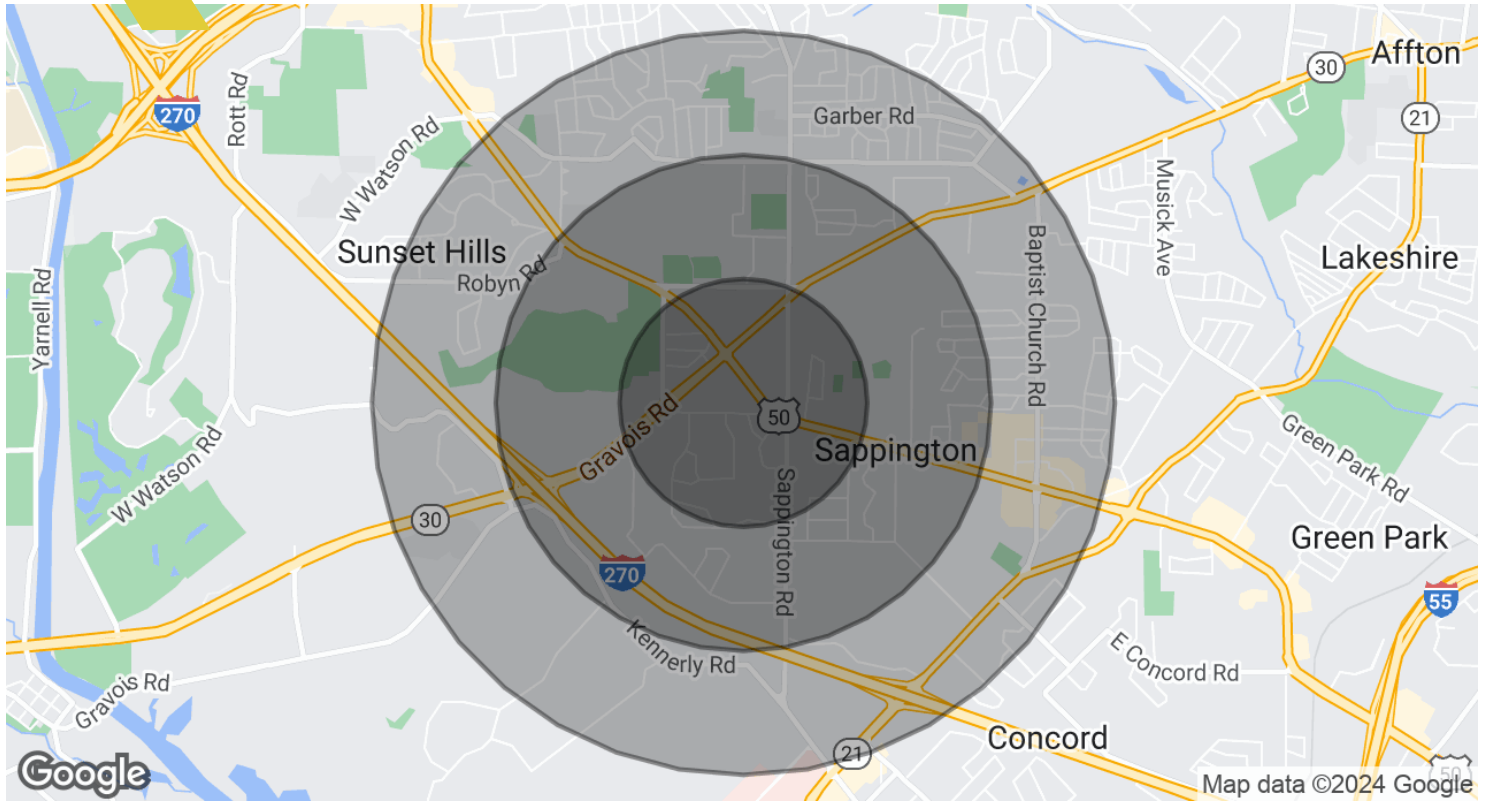 Affton
30
270
Rott Rd
21
Garber Rd
W Watson Rd
Musick Ave
Sunset Hills
Lakeshire
Robyn Rd
Yarnell Rd
Baptist Church Rd
50
Gravois Rd
Sappington
Green Park Rd
W Watson Rd
30
Sappington Rd
Green Park
270
55
Kennerly Rd
E Concord Rd
Gravois Rd
Concord
21
Google
50
Map data ©2024 Google